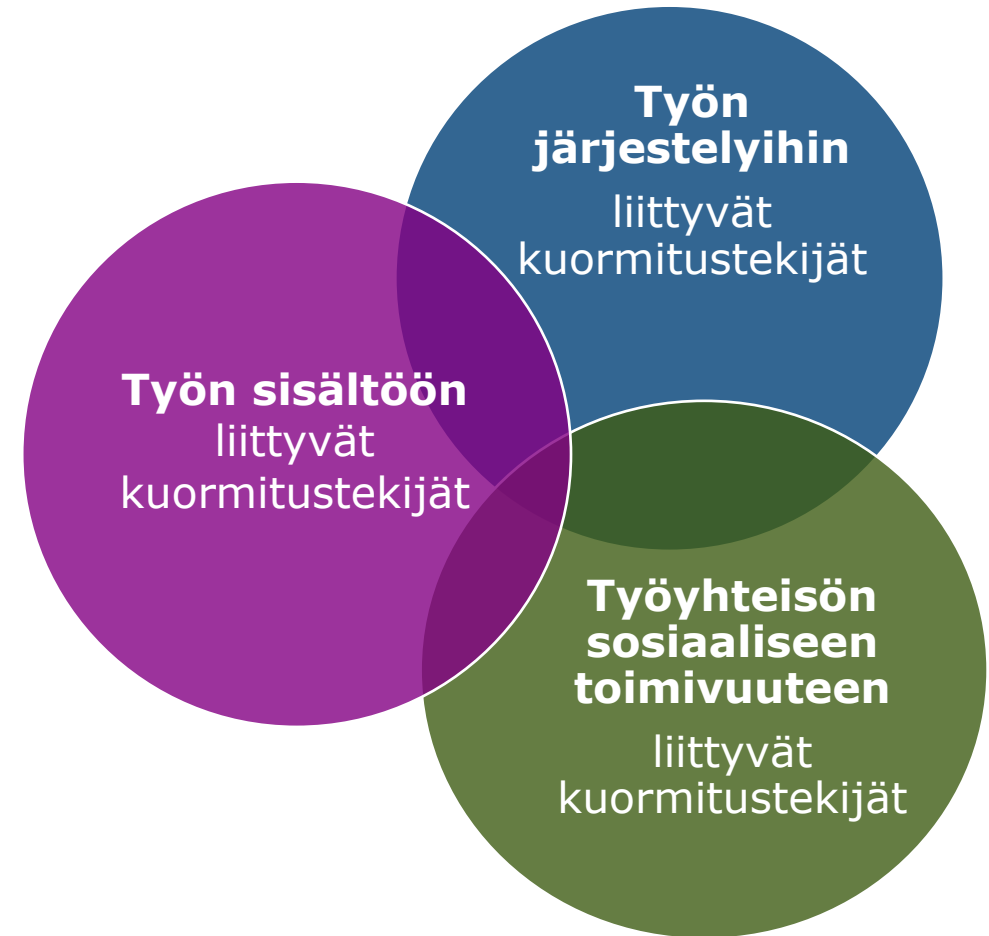 Työn
järjestelyihin
liittyvät
kuormitustekijät
Työn sisältöön
liittyvät
kuormitustekijät
Työyhteisön
sosiaaliseen
toimivuuteen
liittyvät
kuormitustekijät